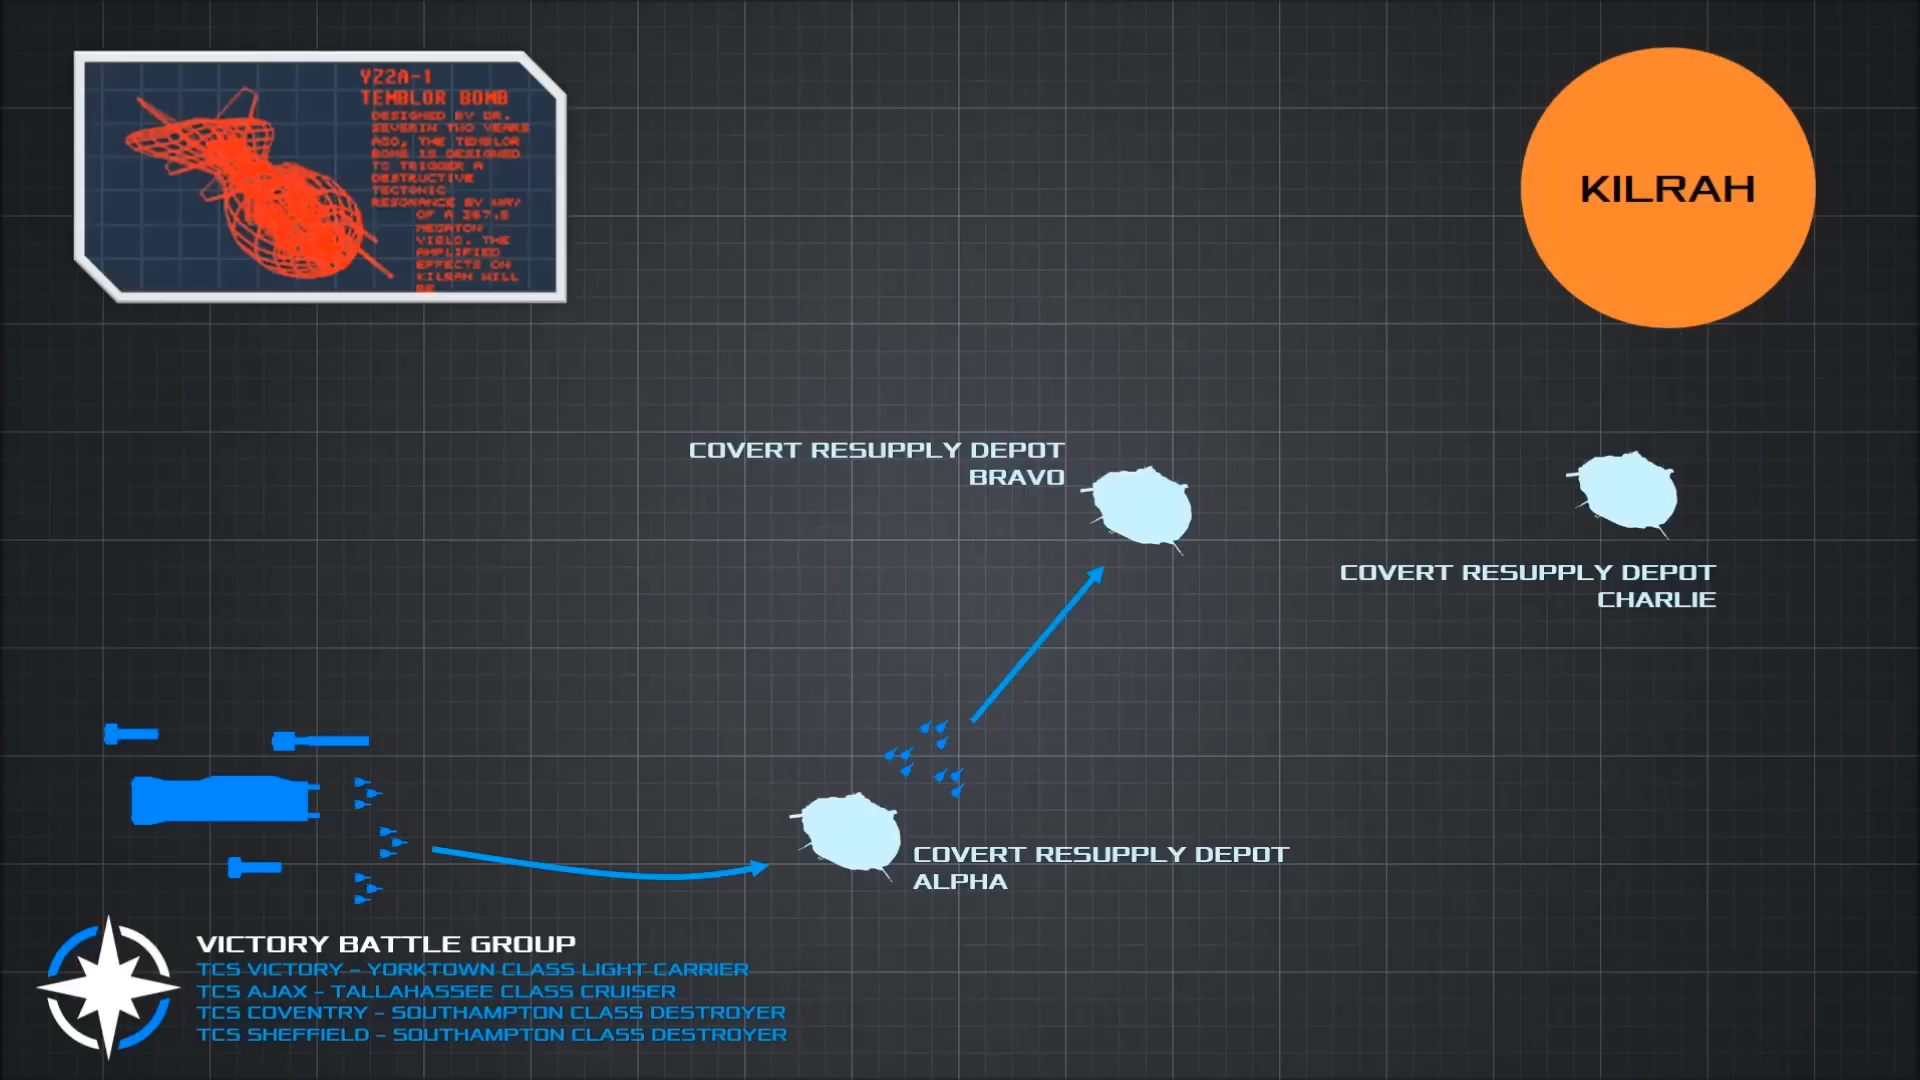 YZ2A-1
TEMBLOR BOMB
DESIGNED BY DR.
SEVERIN TWO YEARS
AGO, THE TEMBLOR
BOMB IS DESIGNED
TO TRIGGER A
DESTRUCTIVE
TECTONIC
RESONANCE BY WAY
OF A 367.5
MEGATON
YIELD. THE
AMPLIFIED
EFFECTS ON
KILRAH WILL
BE
KILRAH
COVERT RESUPPLY DEPOT
BRAVO
COVERT RESUPPLY DEPOT
CHARLIE
COVERT RESUPPLY DEPOT
ALPHA
VICTORY BATTLE GROUP
TCS VICTORY - YORKTOWN CLASS LIGHT CARRIER
TCS AJAX - TALLAHASSEE CLASS CRUISER
TCS COVENTRY - SOUTHAMPTON CLASS DESTROYER
TCS SHEFFIELD - SOUTHAMPTON CLASS DESTROYER